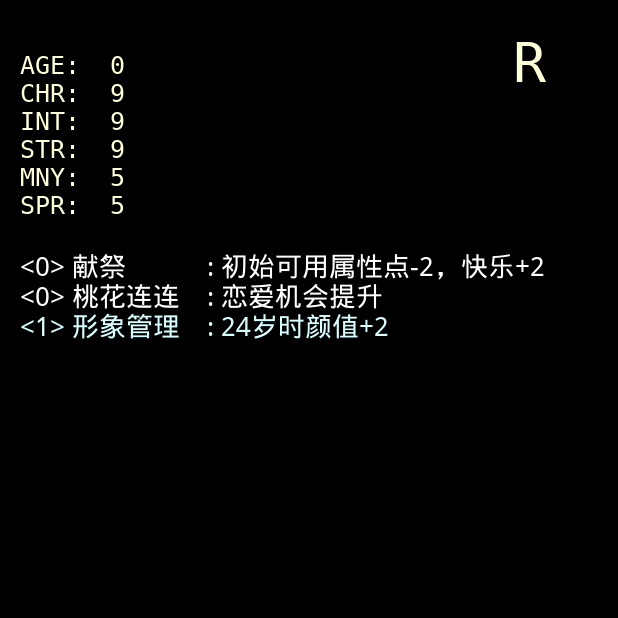 R
AGE: 0
CHR: 9
INT: 9
STR: 9
MNY: 5
SPR: 5
<0> 献祭 : 初始可用属性点-2，快乐+2
<0> 桃花连连 : 恋爱机会提升
<1> 形象管理 : 24岁时颜值+2